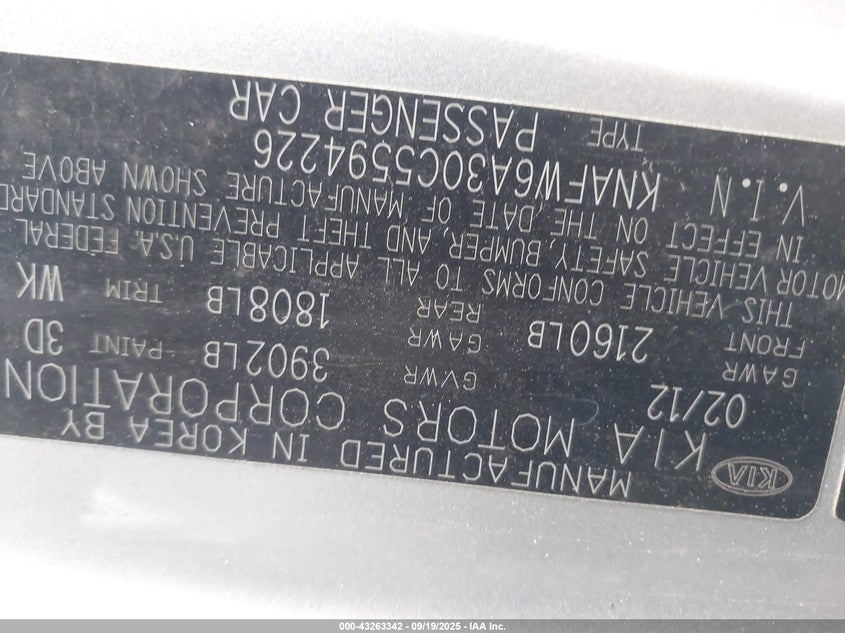 KIA
MANUFACTURED IN KOREA BY
KIA MOTORS CORPORATION
02/12 GVWR 3902LB PAINT 3D
GAWR FRONT 2160LB GAWR REAR 1808LB TRIM WK
THIS VEHICLE CONFORMS TO ALL APPLICABLE U.S.A. FEDERAL
MOTOR VEHICLE SAFETY, BUMPER, AND THEFT PREVENTION STANDARD
IN EFFECT ON THE DATE OF MANUFACTURE SHOWN ABOVE
V.I.N KNAFW6A30C5594226
TYPE PASSENGER CAR
000-43263342 - 09/19/2025 - IAA Inc.